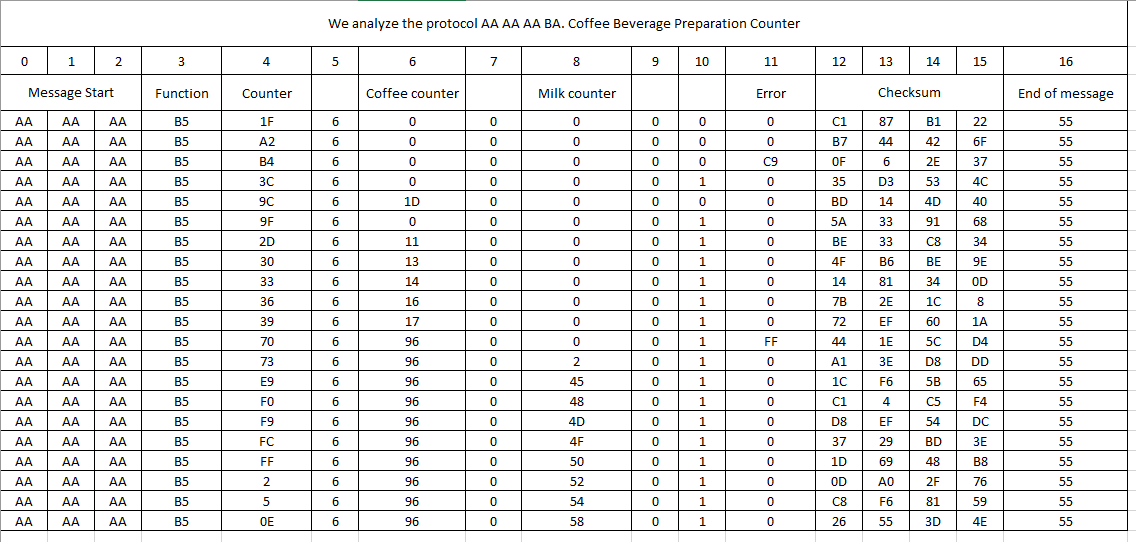 We analyze the protocol AA AA AA BA. Coffee Beverage Preparation Counter
0 1 2 3 4 5 6 7 8 9 10 11 12 13 14 15 16
Message Start Function Counter Coffee counter Milk counter Error Checksum End of message
AA AA AA B5 1F 6 0 0 0 0 0 0 C1 87 B1 22 55
AA AA AA B5 A2 6 0 0 0 0 0 0 B7 44 42 6F 55
AA AA AA B5 B4 6 0 0 0 0 0 C9 0F 6 2E 37 55
AA AA AA B5 3C 6 0 0 0 0 1 0 35 D3 53 4C 55
AA AA AA B5 9C 6 1D 0 0 0 0 0 BD 14 4D 40 55
AA AA AA B5 9F 6 0 0 0 0 1 0 5A 33 91 68 55
AA AA AA B5 2D 6 11 0 0 0 1 0 BE 33 C8 34 55
AA AA AA B5 30 6 13 0 0 0 1 0 4F B6 BE 9E 55
AA AA AA B5 33 6 14 0 0 0 1 0 14 81 34 0D 55
AA AA AA B5 36 6 16 0 0 0 1 0 7B 2E 1C 8 55
AA AA AA B5 39 6 17 0 0 0 1 0 72 EF 60 1A 55
AA AA AA B5 70 6 96 0 0 0 1 FF 44 1E 5C D4 55
AA AA AA B5 73 6 96 0 2 0 1 0 A1 3E D8 DD 55
AA AA AA B5 E9 6 96 0 45 0 1 0 1C F6 5B 65 55
AA AA AA B5 F0 6 96 0 48 0 1 0 C1 4 C5 F4 55
AA AA AA B5 F9 6 96 0 4D 0 1 0 D8 EF 54 DC 55
AA AA AA B5 FC 6 96 0 4F 0 1 0 37 29 BD 3E 55
AA AA AA B5 FF 6 96 0 50 0 1 0 1D 69 48 B8 55
AA AA AA B5 2 6 96 0 52 0 1 0 0D A0 2F 76 55
AA AA AA B5 5 6 96 0 54 0 1 0 C8 F6 81 59 55
AA AA AA B5 0E 6 96 0 58 0 1 0 26 55 3D 4E 55